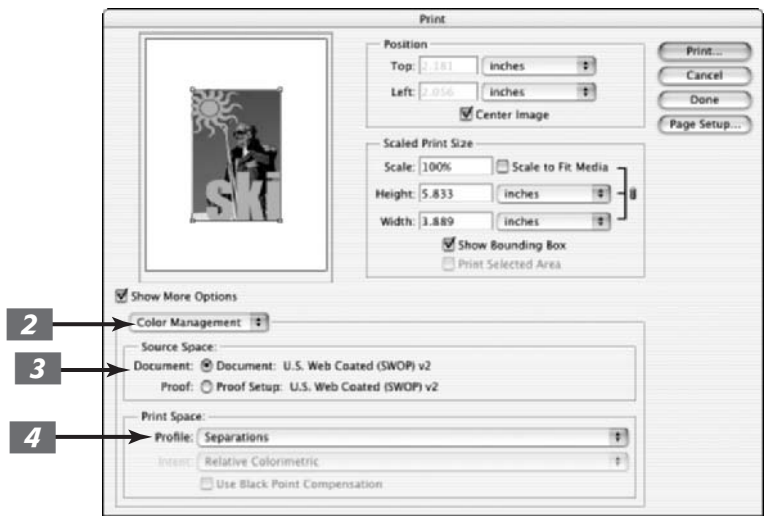 Print
Position
Top: 2.181 inches
Left: 2.056 inches
Center Image
Print...
Cancel
Done
Page Setup...
Scaled Print Size
Scale: 100% Scale to Fit Media
Height: 5.833 inches
Width: 3.889 inches
Show Bounding Box
Print Selected Area
ski
Show More Options
2 Color Management
Source Space:
3 Document: Document: U.S. Web Coated (SWOP) v2
Proof: Proof Setup: U.S. Web Coated (SWOP) v2
Print Space:
4 Profile: Separations
Intent: Relative Colorimetric
Use Black Point Compensation